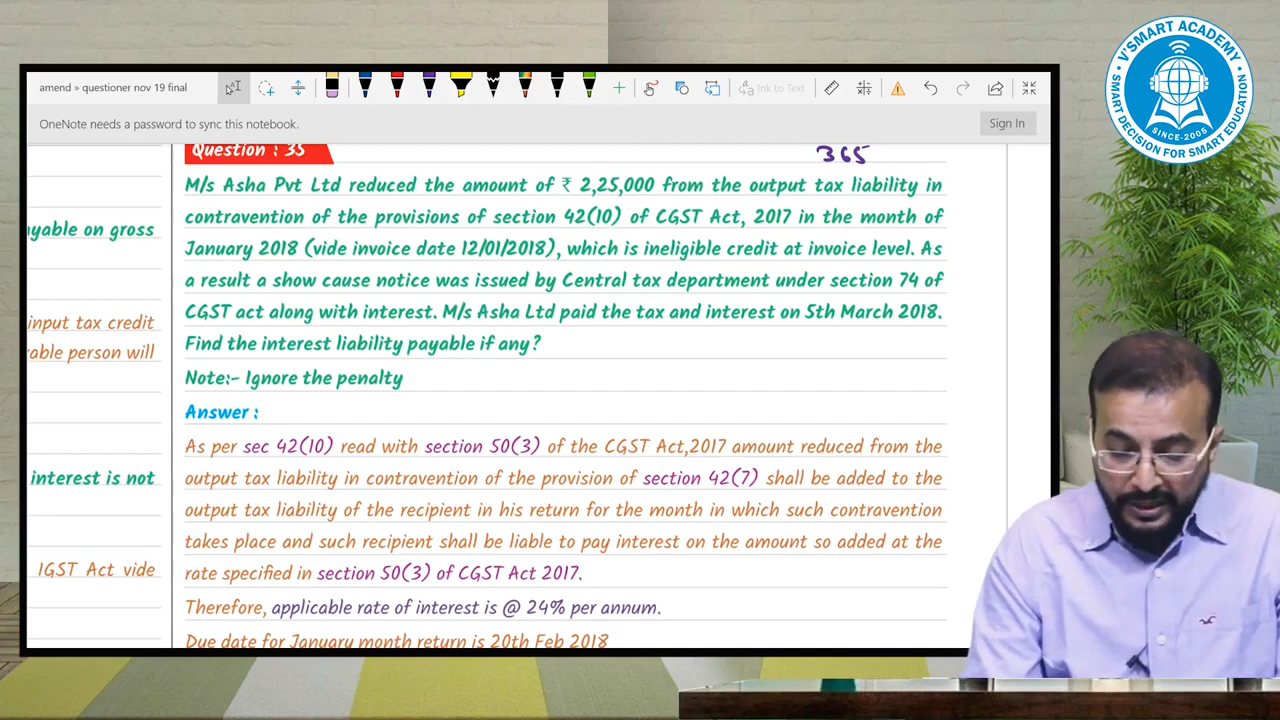 amend » questioner nov 19 final
Ink to Text
OneNote needs a password to sync this notebook.
Sign In
V'SMART ACADEMY
SINCE-2005
SMART DECISION FOR SMART EDUCATION
yable on gross
input tax credit
able person will
interest is not
IGST Act vide
Question : 35
365
M/s Asha Pvt Ltd reduced the amount of ₹ 2,25,000 from the output tax liability in
contravention of the provisions of section 42(10) of CGST Act, 2017 in the month of
January 2018 (vide invoice date 12/01/2018), which is ineligible credit at invoice level. As
a result a show cause notice was issued by Central tax department under section 74 of
CGST act along with interest. M/s Asha Ltd paid the tax and interest on 5th March 2018.
Find the interest liability payable if any?
Note:- Ignore the penalty
Answer :
As per sec 42(10) read with section 50(3) of the CGST Act,2017 amount reduced from the
output tax liability in contravention of the provision of section 42(7) shall be added to the
output tax liability of the recipient in his return for the month in which such contravention
takes place and such recipient shall be liable to pay interest on the amount so added at the
rate specified in section 50(3) of CGST Act 2017.
Therefore, applicable rate of interest is @ 24% per annum.
Due date for January month return is 20th Feb 2018